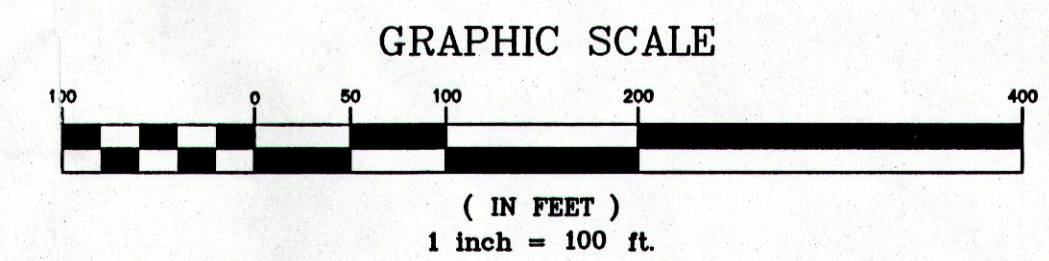 GRAPHIC SCALE
100 0 50 100 200 400
( IN FEET )
1 inch = 100 ft.